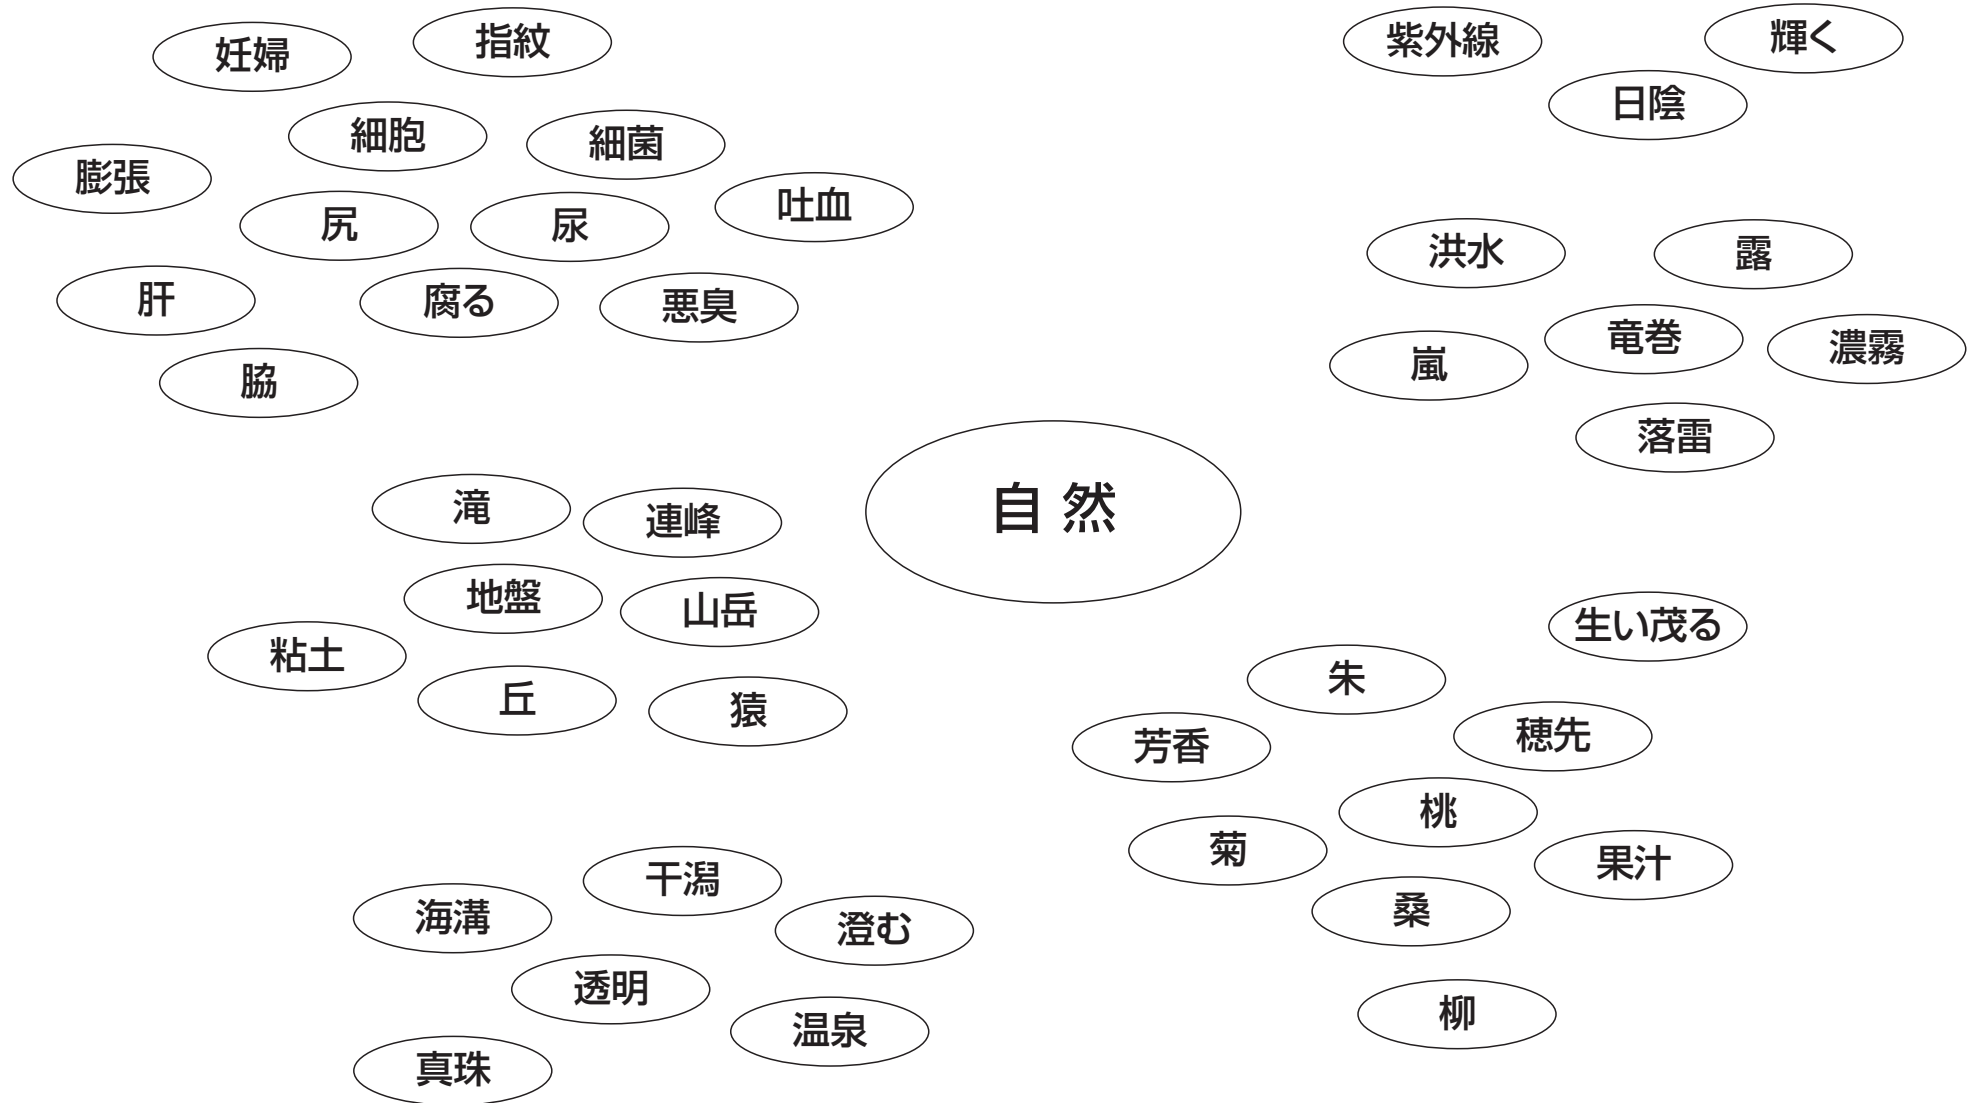 妊婦
指紋
細胞
細菌
膨張
尻
尿
吐血
肝
腐る
悪臭
脇
紫外線
輝く
日陰
洪水
露
竜巻
嵐
濃霧
落雷
自然
滝
連峰
地盤
山岳
粘土
丘
猿
生い茂る
朱
芳香
穂先
桃
菊
果汁
桑
柳
干潟
海溝
澄む
透明
温泉
真珠